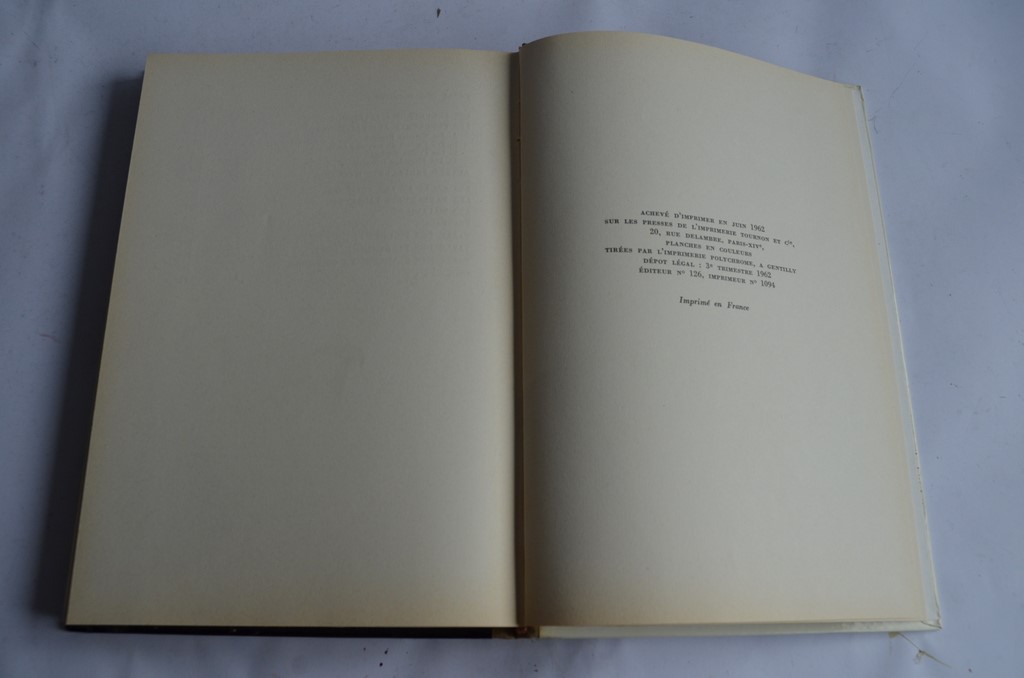 ACHEVÉ D'IMPRIMER EN JUIN 1962
SUR LES PRESSES DE L'IMPRIMERIE TOURNON ET Cie,
20, RUE DELAMBRE, PARIS-XIVe,
PLANCHES EN COULEURS
TIRÉES PAR L'IMPRIMERIE POLYCHROME, A GENTILLY
DÉPOT LÉGAL : 3e TRIMESTRE 1962
ÉDITEUR No 126, IMPRIMEUR No 1094
Imprimé en France